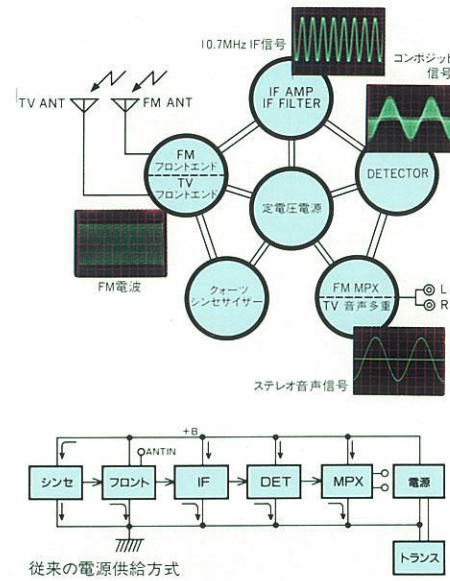 10.7MHz IF信号
コンポジット
信号
TV ANT
FM ANT
IF AMP
IF FILTER
FM
フロントエンド
TV
フロントエンド
DETECTOR
定電圧電源
FM電波
クォーツ
シンセサイザー
FM MPX
TV 音声多重
L
R
ステレオ音声信号
+B
ANTIN
シンセ
フロント
IF
DET
MPX
電源
トランス
従来の電源供給方式